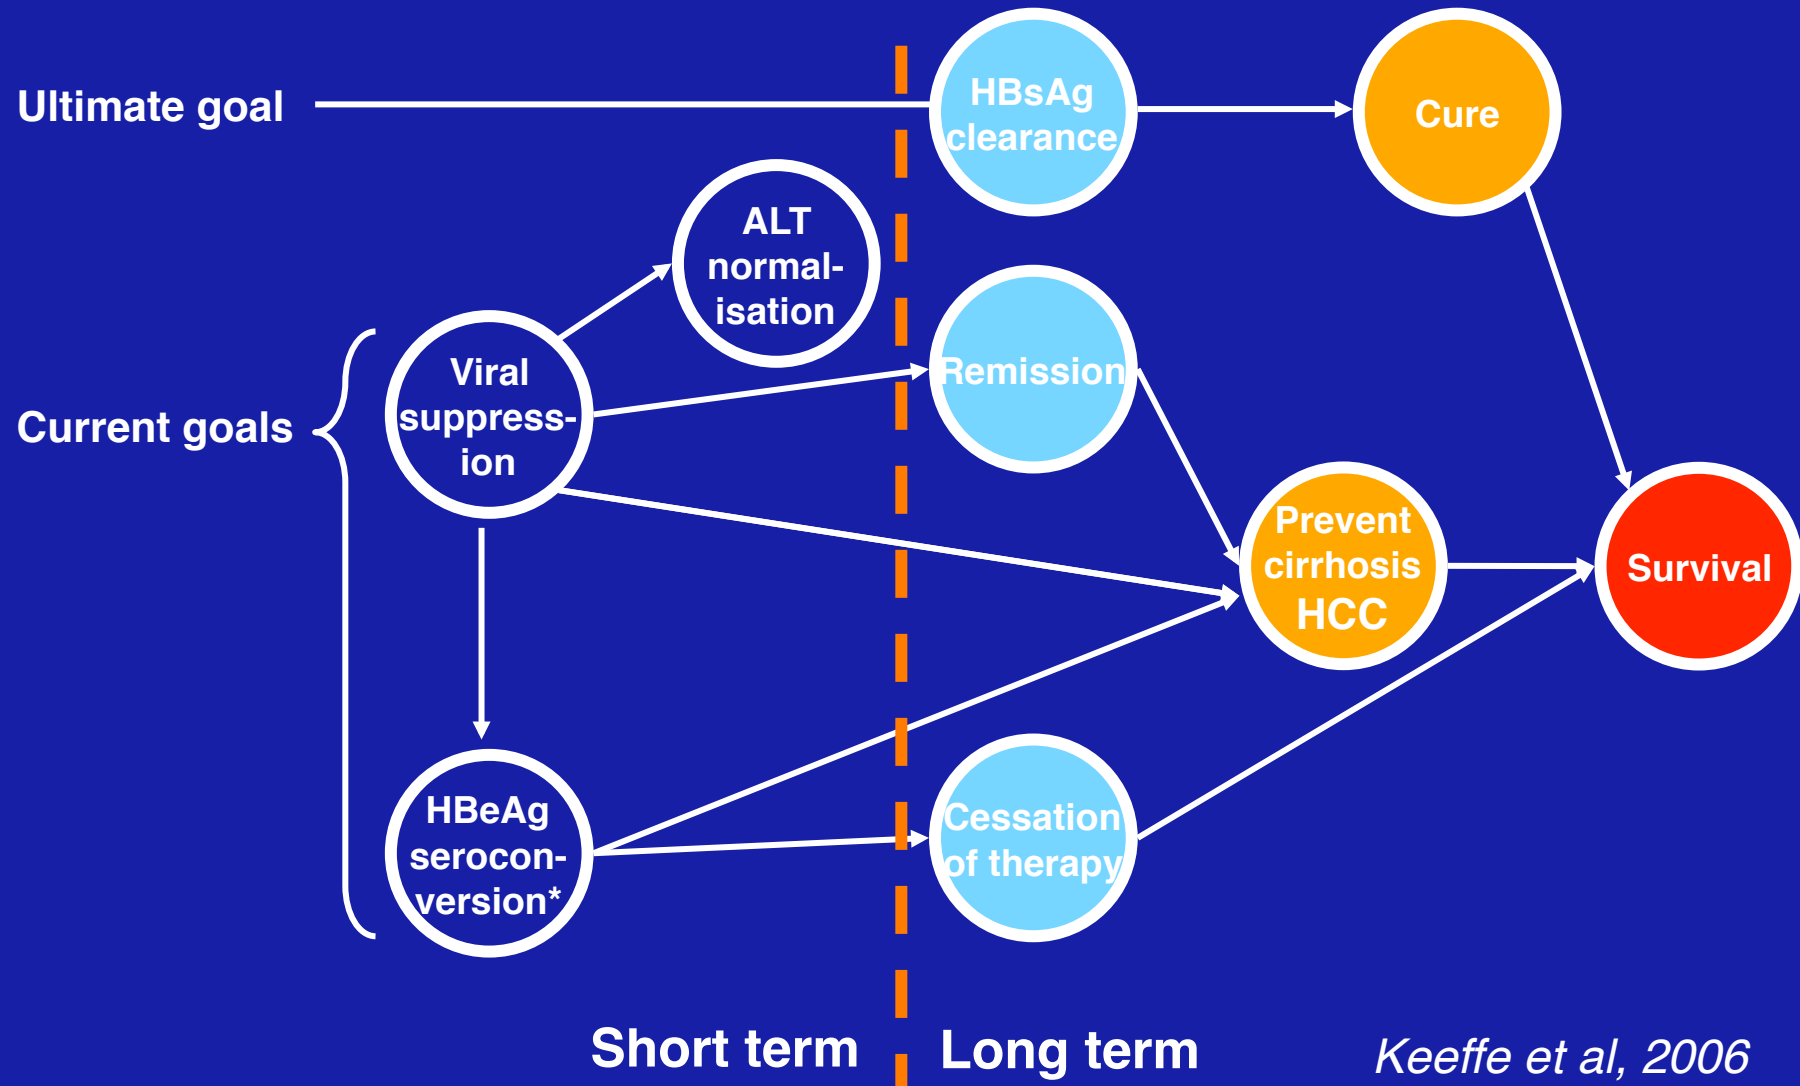 Ultimate goal
HBsAg
clearance
Cure
ALT
normal-
isation
Current goals
Viral
suppress-
ion
Remission
Prevent
cirrhosis
HCC
Survival
HBeAg
serocon-
version*
Cessation
of therapy
Short term
Long term
Keeffe et al, 2006